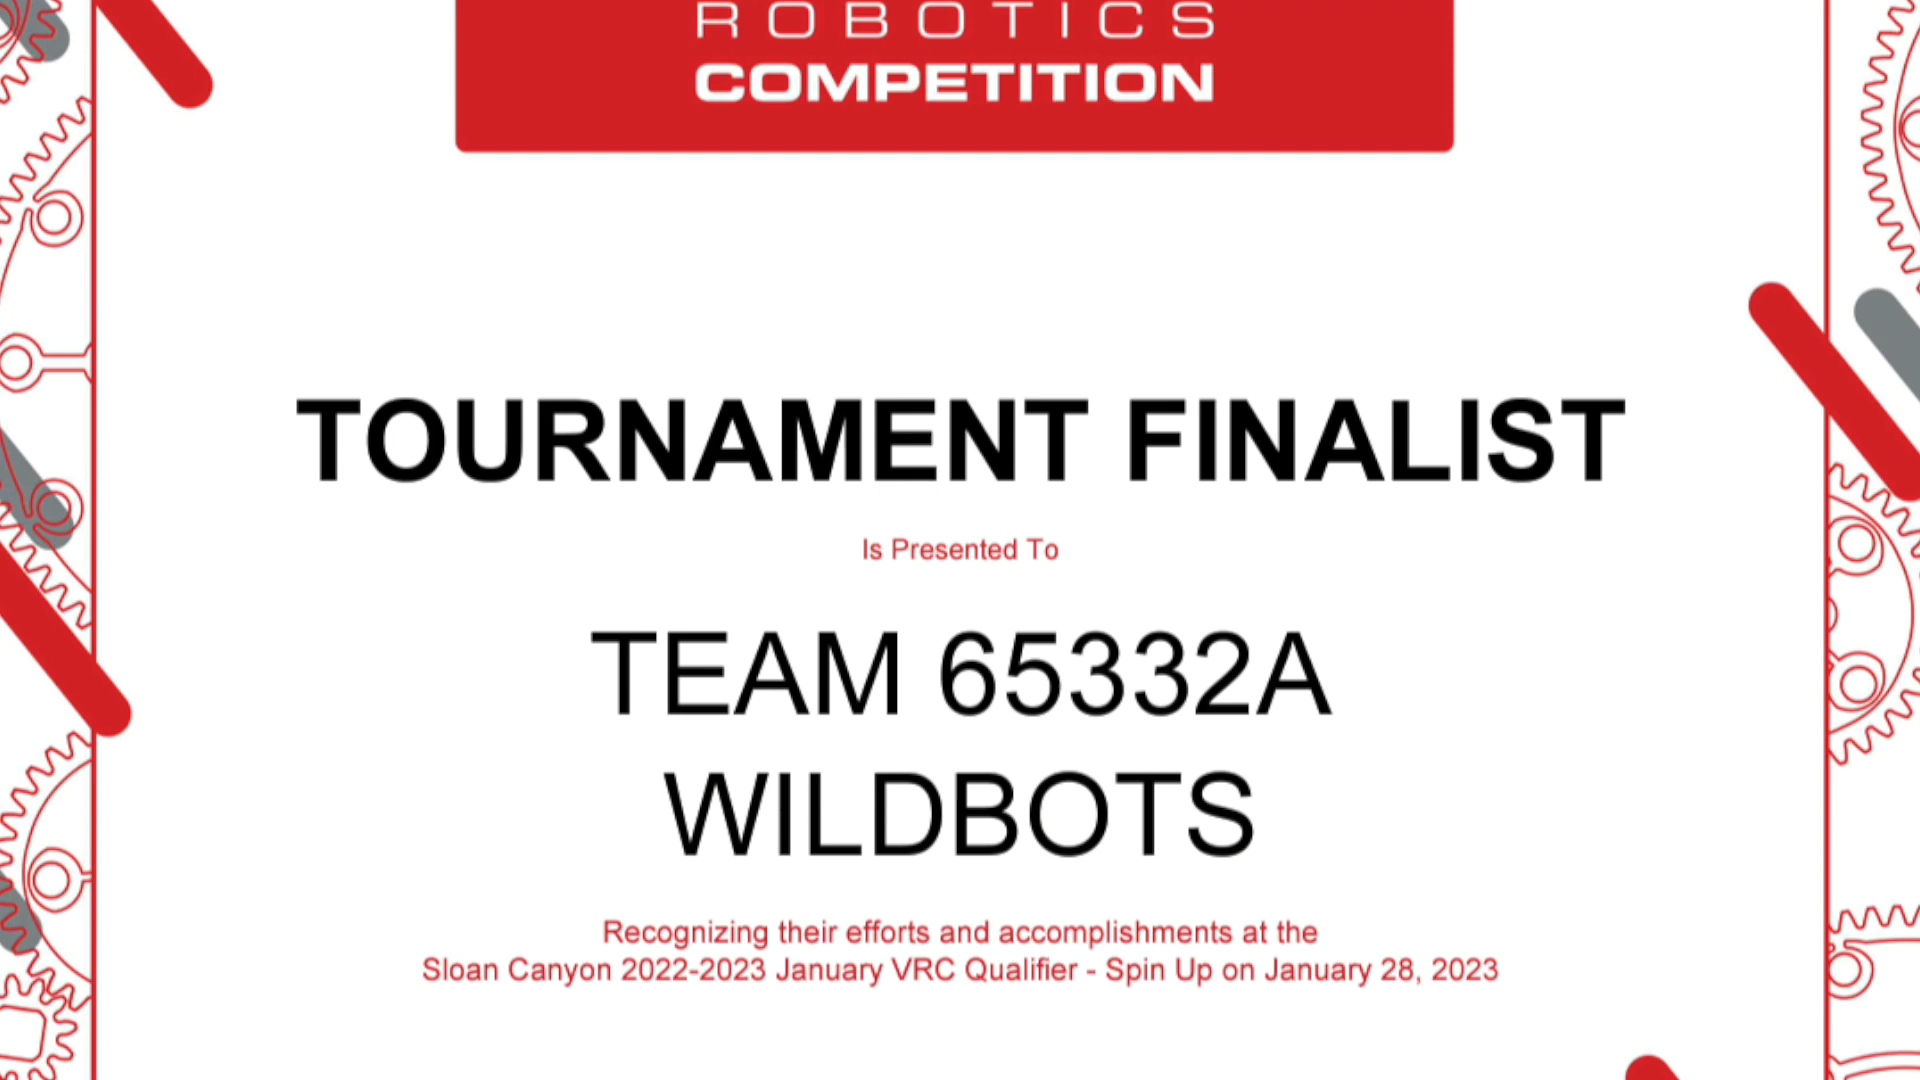 ROBOTICS
COMPETITION
TOURNAMENT FINALIST
Is Presented To
TEAM 65332A
WILDBOTS
Recognizing their efforts and accomplishments at the
Sloan Canyon 2022-2023 January VRC Qualifier - Spin Up on January 28, 2023